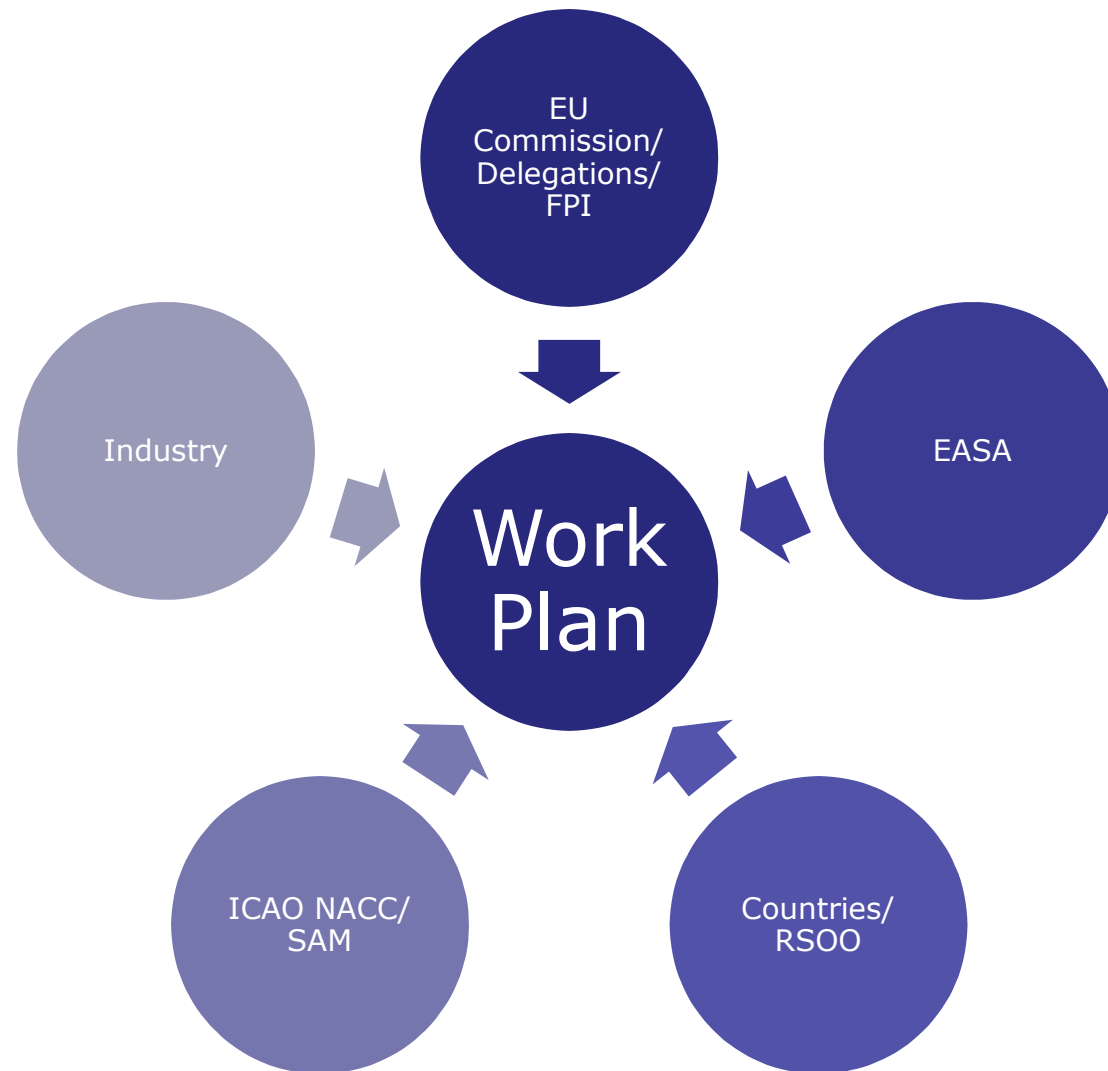 EU
Commission/
Delegations/
FPI
Industry
EASA
Work
Plan
ICAO NACC/
SAM
Countries/
RSOO